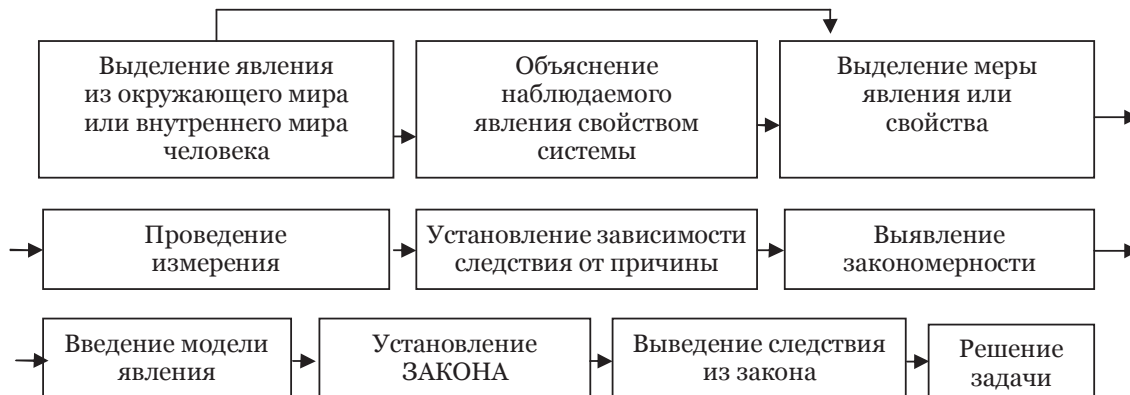 Выделение явления
из окружающего мира
или внутреннего мира
человека
Объяснение
наблюдаемого
явления свойством
системы
Выделение меры
явления или
свойства
Проведение
измерения
Установление зависимости
следствия от причины
Выявление
закономерности
Введение модели
явления
Установление
ЗАКОНА
Выведение следствия
из закона
Решение
задачи